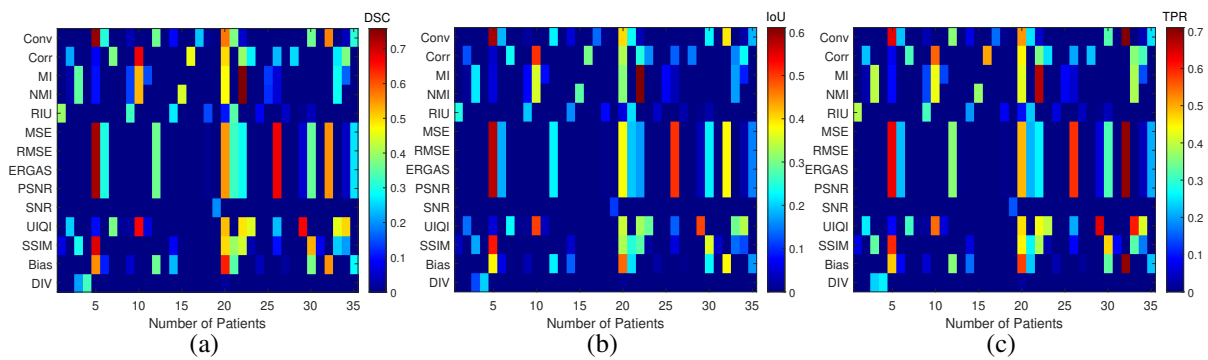 DSC
Conv
Corr
MI
NMI
RIU
MSE
RMSE
ERGAS
PSNR
SNR
UIQI
SSIM
Bias
DIV
0.7
0.6
0.5
0.4
0.3
0.2
0.1
0
5 10 15 20 25 30 35
Number of Patients
(a)
IoU
Conv
Corr
MI
NMI
RIU
MSE
RMSE
ERGAS
PSNR
SNR
UIQI
SSIM
Bias
DIV
0.6
0.5
0.4
0.3
0.2
0.1
0
5 10 15 20 25 30 35
Number of Patients
(b)
TPR
Conv
Corr
MI
NMI
RIU
MSE
RMSE
ERGAS
PSNR
SNR
UIQI
SSIM
Bias
DIV
0.7
0.6
0.5
0.4
0.3
0.2
0.1
0
5 10 15 20 25 30 35
Number of Patients
(c)